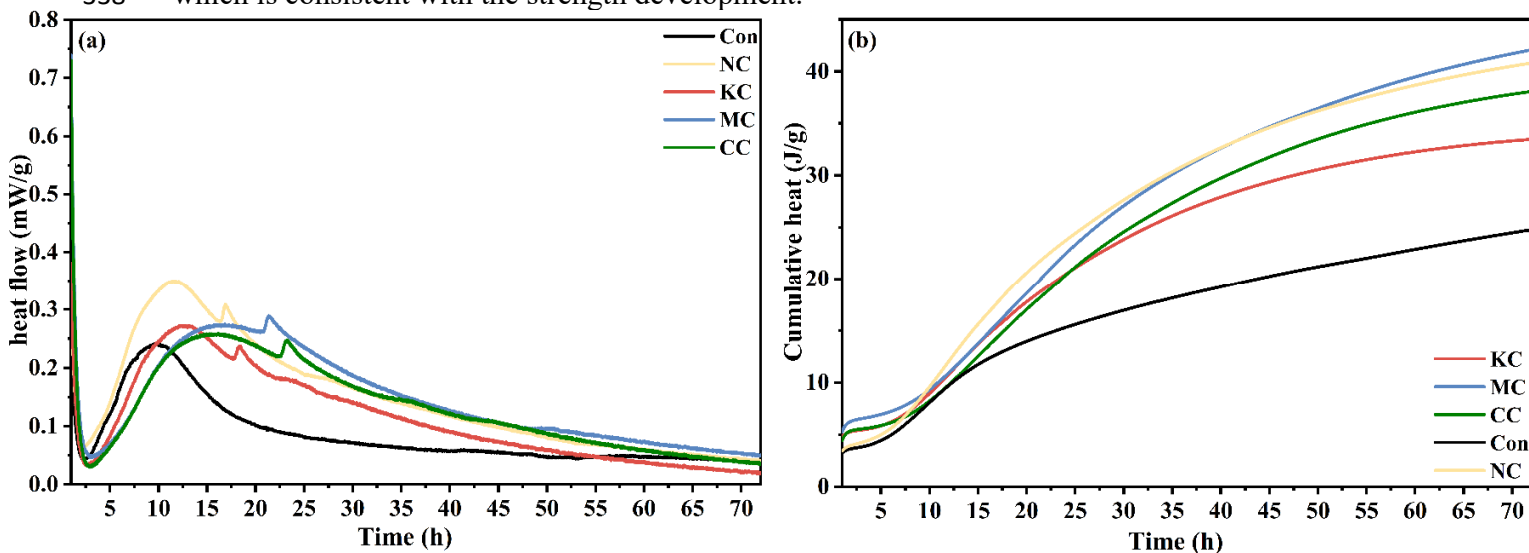 which is consistent with the strength development.
(a)
Con
NC
KC
MC
CC
heat flow (mW/g)
0.8
0.7
0.6
0.5
0.4
0.3
0.2
0.1
0.0
5 10 15 20 25 30 35 40 45 50 55 60 65 70
Time (h)
(b)
Cumulative heat (J/g)
40
30
20
10
0
KC
MC
CC
Con
NC
5 10 15 20 25 30 35 40 45 50 55 60 65 70
Time (h)